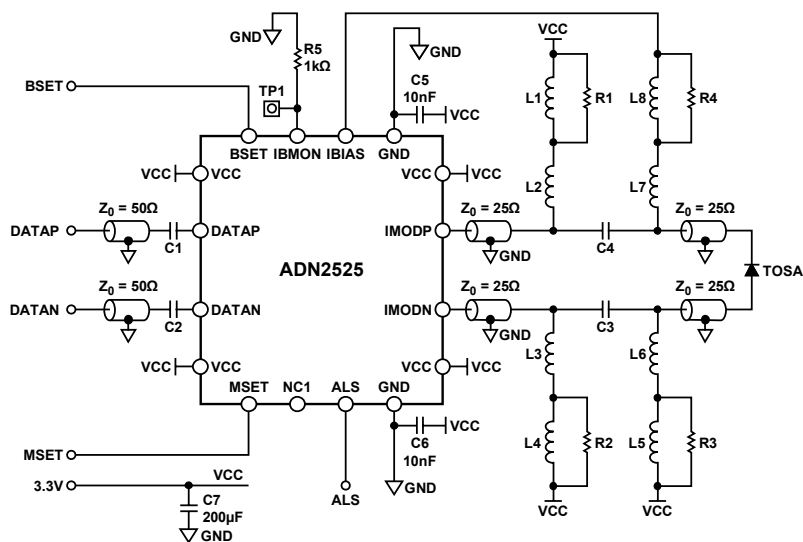 GND
R5
1kΩ
TP1
BSET
C5
10nF
VCC
GND
VCC
L1
R1
L8
R4
L2
L7
BSET IBMON IBIAS GND
VCC
VCC
VCC
VCC
Z0 = 50Ω
DATAP
C1
DATAP
IMODP
Z0 = 25Ω
GND
C4
Z0 = 25Ω
ADN2525
TOSA
Z0 = 50Ω
DATAN
C2
DATAN
IMODN
Z0 = 25Ω
GND
C3
Z0 = 25Ω
VCC
VCC
VCC
VCC
MSET NC1 ALS GND
L3
L6
C6
10nF
VCC
L4
R2
L5
R3
MSET
3.3V
VCC
C7
200µF
GND
ALS
GND
VCC
VCC